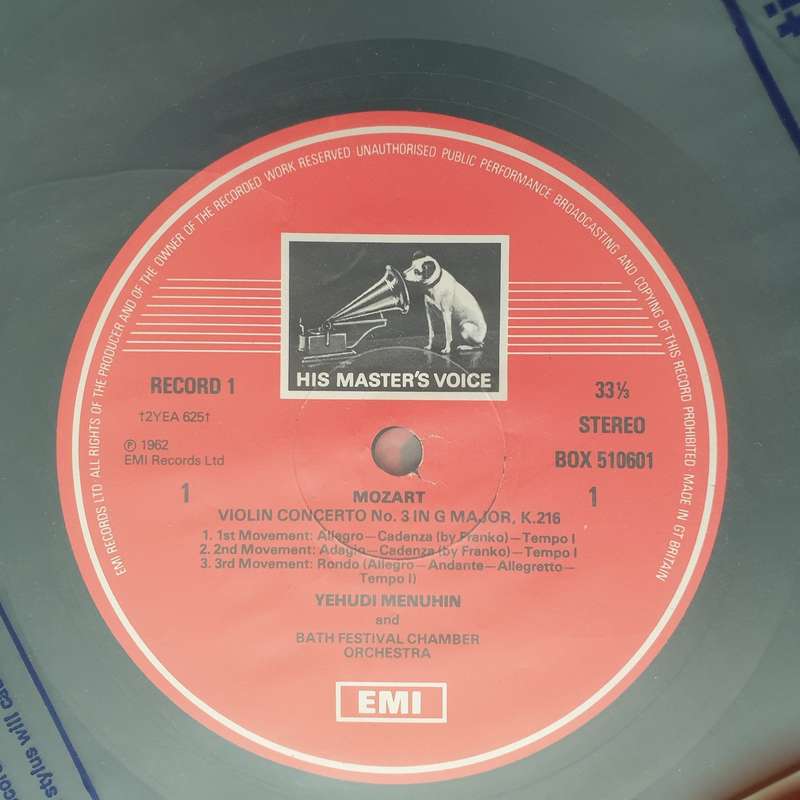 EMI RECORDS LTD ALL RIGHTS OF THE PRODUCER AND OF THE OWNER OF THE RECORDED WORK RESERVED UNAUTHORISED PUBLIC PERFORMANCE BROADCASTING AND COPYING OF THIS RECORD PROHIBITED MADE IN GT BRITAIN
HIS MASTER'S VOICE
RECORD 1
33⅓
†2YEA 625†
STEREO
Ⓟ 1962
EMI Records Ltd
BOX 510601
1
1
MOZART
VIOLIN CONCERTO No. 3 IN G MAJOR, K.216
1. 1st Movement: Allegro—Cadenza (by Franko)—Tempo I
2. 2nd Movement: Adagio—Cadenza (by Franko)—Tempo I
3. 3rd Movement: Rondo (Allegro—Andante—Allegretto—
Tempo I)
YEHUDI MENUHIN
and
BATH FESTIVAL CHAMBER
ORCHESTRA
EMI
stylus will